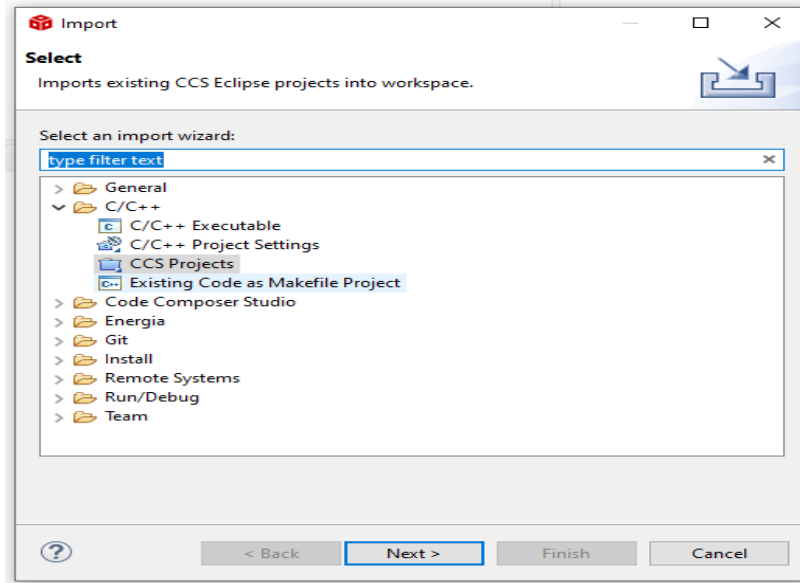 Import
Select
Imports existing CCS Eclipse projects into workspace.
Select an import wizard:
type filter text
General
C/C++
C/C++ Executable
C/C++ Project Settings
CCS Projects
Existing Code as Makefile Project
Code Composer Studio
Energia
Git
Install
Remote Systems
Run/Debug
Team
< Back Next > Finish Cancel